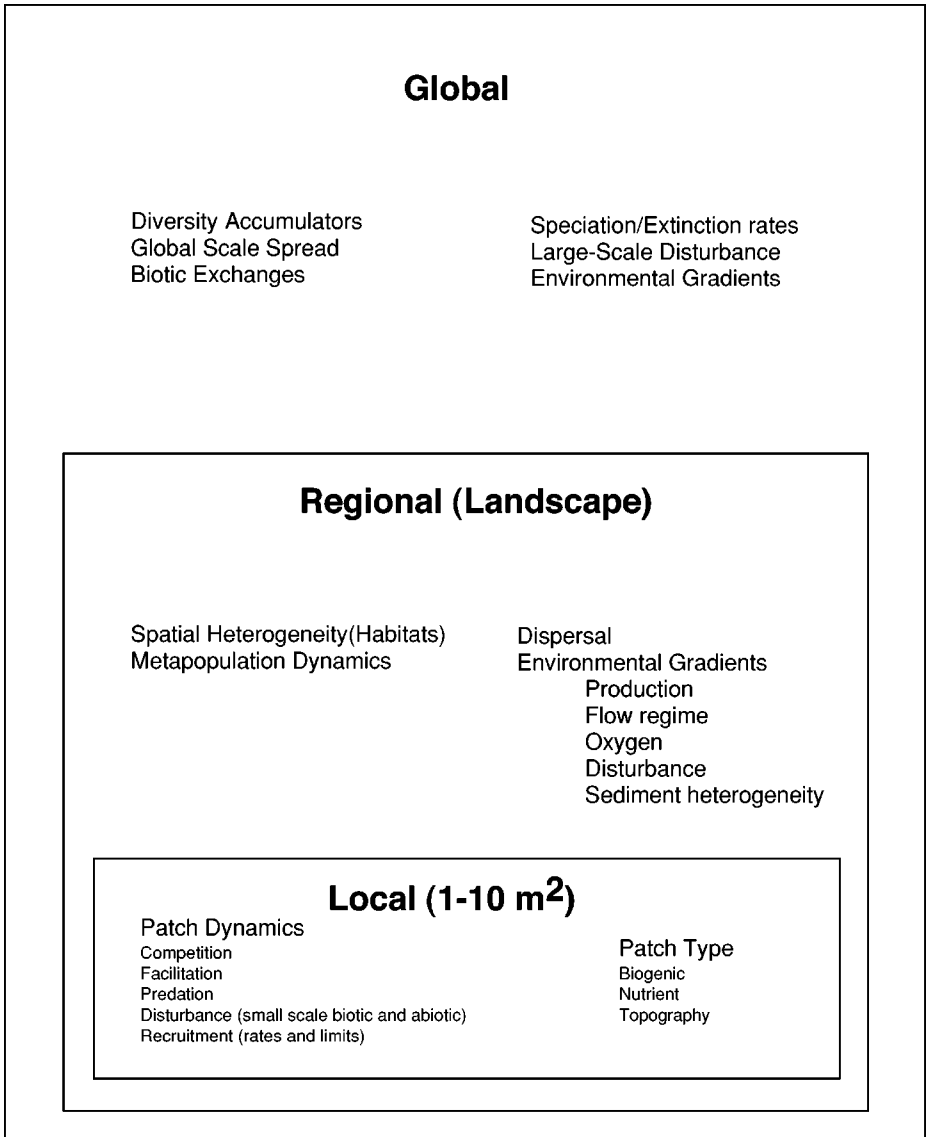 Global
Diversity Accumulators
Global Scale Spread
Biotic Exchanges
Speciation/Extinction rates
Large-Scale Disturbance
Environmental Gradients
Regional (Landscape)
Spatial Heterogeneity(Habitats)
Metapopulation Dynamics
Dispersal
Environmental Gradients
Production
Flow regime
Oxygen
Disturbance
Sediment heterogeneity
Local (1-10 m²)
Patch Dynamics
Competition
Facilitation
Predation
Disturbance (small scale biotic and abiotic)
Recruitment (rates and limits)
Patch Type
Biogenic
Nutrient
Topography